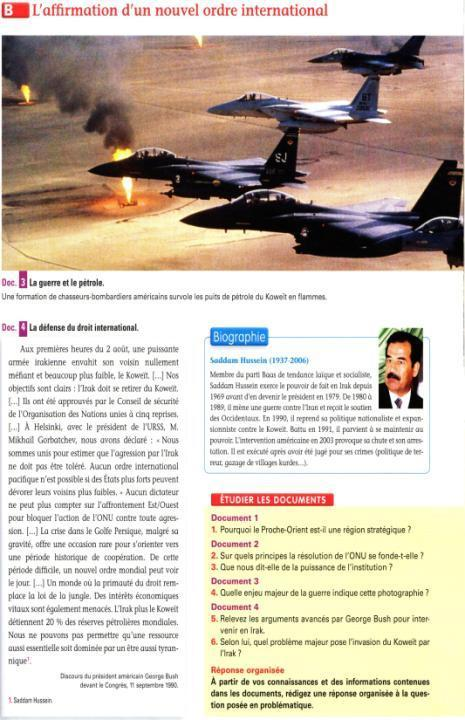 B L'affirmation d'un nouvel ordre international
Doc. 3 La guerre et le pétrole.
Une formation de chasseurs-bombardiers américains survole les puits de pétrole du Koweït en flammes.
Doc. 4 La défense du droit international.
Aux premières heures du 2 août, une puissante
armée irakienne envahit son voisin nullement
méfiant et beaucoup plus faible, le Koweït. [...] Nos
objectifs sont clairs : l'Irak doit se retirer du Koweït.
[...] Ils ont été approuvés par le Conseil de sécurité
de l'Organisation des Nations unies à cinq reprises.
[...] À Helsinki, avec le président de l'URSS, M.
Mikhaïl Gorbatchev, nous avons déclaré : « Nous
sommes unis pour estimer que l'agression par l'Irak
ne doit pas être toléré. Aucun ordre international
pacifique n'est possible si des États plus forts peuvent
dévorer leurs voisins plus faibles. » Aucun dictateur
ne peut plus compter sur l'affrontement Est/Ouest
pour bloquer l'action de l'ONU contre toute agres-
sion. [...] La crise dans le Golfe Persique, malgré sa
gravité, offre une occasion rare pour s'orienter vers
une période historique de coopération. De cette
période difficile, un nouvel ordre mondial peut voir
le jour. [...] Un monde où la primauté du droit rem-
place la loi de la jungle. Des intérêts économiques
vitaux sont également menacés. L'Irak plus le Koweït
détiennent 20 % des réserves pétrolières mondiales.
Nous ne pouvons pas permettre qu'une ressource
aussi essentielle soit dominée par un être aussi tyran-
nique¹.
Discours du président américain George Bush
devant le Congrès, 11 septembre 1990.
1. Saddam Hussein.
Biographie
Saddam Hussein (1937-2006)
Membre du parti Baas de tendance laïque et socialiste,
Saddam Hussein exerce le pouvoir de fait en Irak depuis
1969 avant d'en devenir le président en 1979. De 1980 à
1989, il mène une guerre contre l'Iran et reçoit le soutien
des Occidentaux. En 1990, il reprend sa politique nationaliste et expan-
sionniste contre le Koweït. Battu en 1991, il parvient à se maintenir au
pouvoir. L'intervention américaine en 2003 provoque sa chute et son arres-
tation. Il est exécuté après avoir été jugé pour ses crimes (politique de ter-
reur, gazage de villages kurdes...).
ÉTUDIER LES DOCUMENTS
Document 1
1. Pourquoi le Proche-Orient est-il une région stratégique ?
Document 2
2. Sur quels principes la résolution de l'ONU se fonde-t-elle ?
3. Que nous dit-elle de la puissance de l'institution ?
Document 3
4. Quelle enjeu majeur de la guerre indique cette photographie ?
Document 4
5. Relevez les arguments avancés par George Bush pour inter-
venir en Irak.
6. Selon lui, quel problème majeur pose l'invasion du Koweït par
l'Irak ?
Réponse organisée
À partir de vos connaissances et des informations contenues
dans les documents, rédigez une réponse organisée à la ques-
tion posée en problématique.